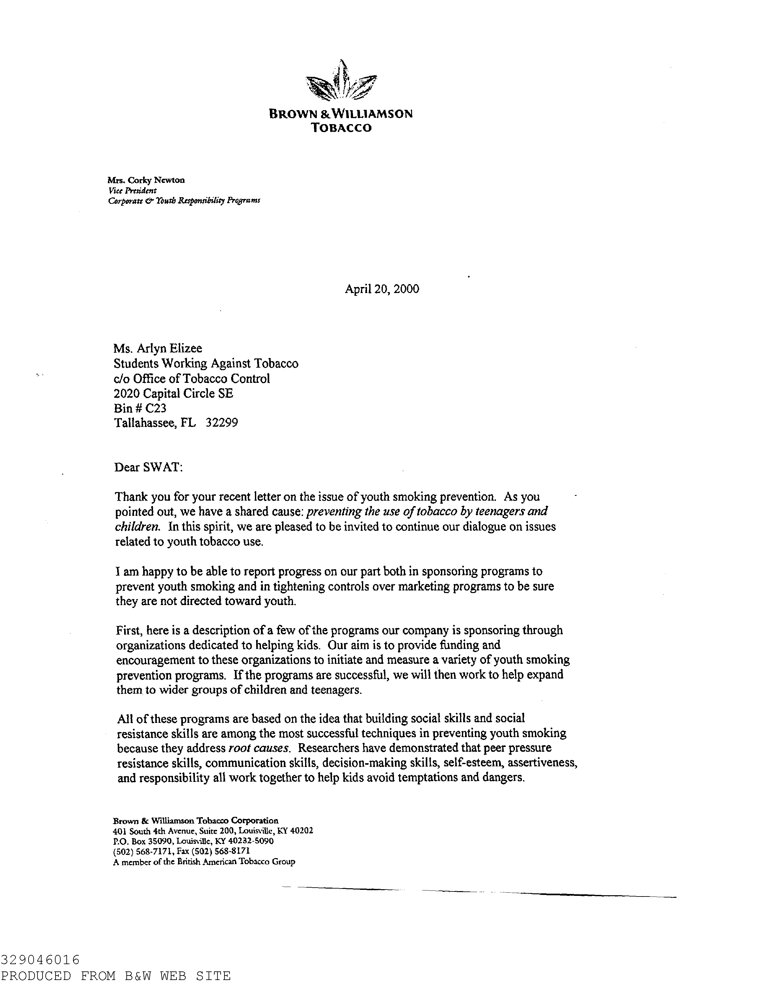 BROWN & WILLIAMSON
TOBACCO
Mrs. Corky Newton
Vice President
Corporate & Youth Responsibility Programs
April 20, 2000
Ms. Arlyn Elizee
Students Working Against Tobacco
c/o Office of Tobacco Control
2020 Capital Circle SE
Bin # C23
Tallahassee, FL 32299
Dear SWAT:
Thank you for your recent letter on the issue of youth smoking prevention. As you
pointed out, we have a shared cause: preventing the use of tobacco by teenagers and
children. In this spirit, we are pleased to be invited to continue our dialogue on issues
related to youth tobacco use.
I am happy to be able to report progress on our part both in sponsoring programs to
prevent youth smoking and in tightening controls over marketing programs to be sure
they are not directed toward youth.
First, here is a description of a few of the programs our company is sponsoring through
organizations dedicated to helping kids. Our aim is to provide funding and
encouragement to these organizations to initiate and measure a variety of youth smoking
prevention programs. If the programs are successful, we will then work to help expand
them to wider groups of children and teenagers.
All of these programs are based on the idea that building social skills and social
resistance skills are among the most successful techniques in preventing youth smoking
because they address root causes. Researchers have demonstrated that peer pressure
resistance skills, communication skills, decision-making skills, self-esteem, assertiveness,
and responsibility all work together to help kids avoid temptations and dangers.
Brown & Williamson Tobacco Corporation
401 South 4th Avenue, Suite 200, Louisville, KY 40202
P.O. Box 35090, Louisville, KY 40232-5090
(502) 568-7171, Fax (502) 568-8171
A member of the British American Tobacco Group
329046016
PRODUCED FROM B&W WEB SITE